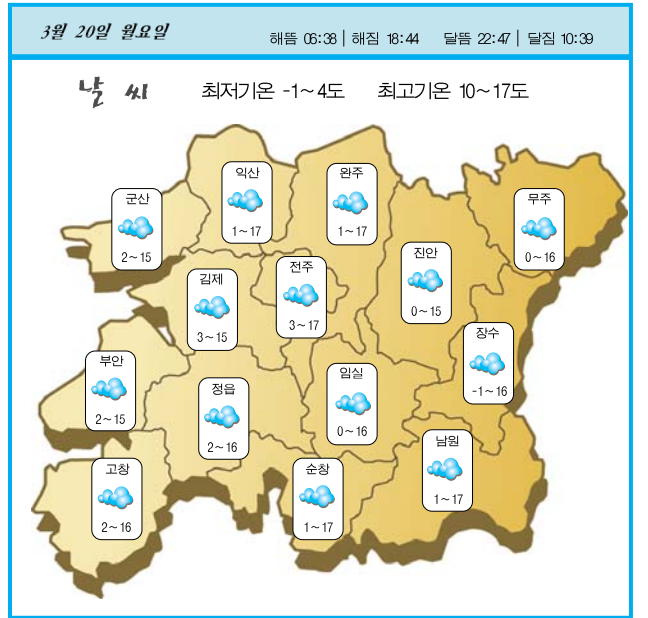 3월 20일 월요일
해뜸 06:38 | 해짐 18:44 달뜸 22:47 | 달짐 10:39
날 씨 최저기온 -1~4도 최고기온 10~17도
익산
1~17
완주
1~17
군산
2~15
무주
0~16
진안
0~15
전주
3~17
김제
3~15
장수
-1~16
부안
2~15
임실
0~16
정읍
2~16
남원
1~17
고창
2~16
순창
1~17